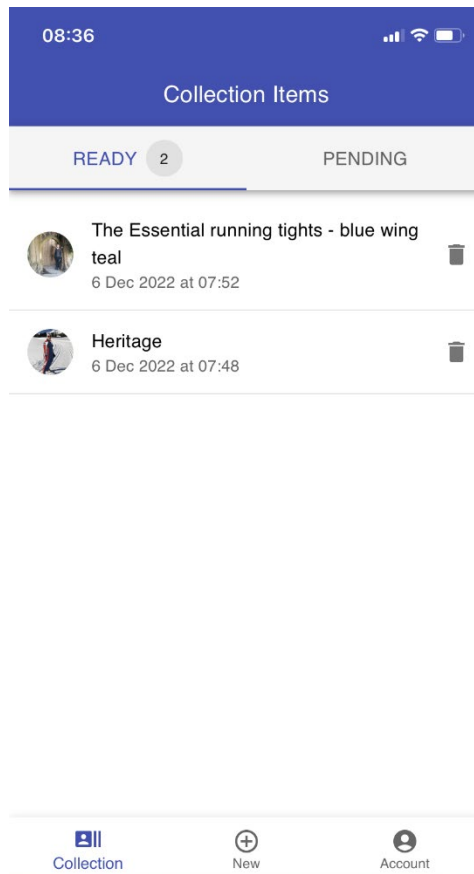 08:36
Collection Items
READY 2 PENDING
The Essential running tights - blue wing
teal
6 Dec 2022 at 07:52
Heritage
6 Dec 2022 at 07:48
Collection New Account